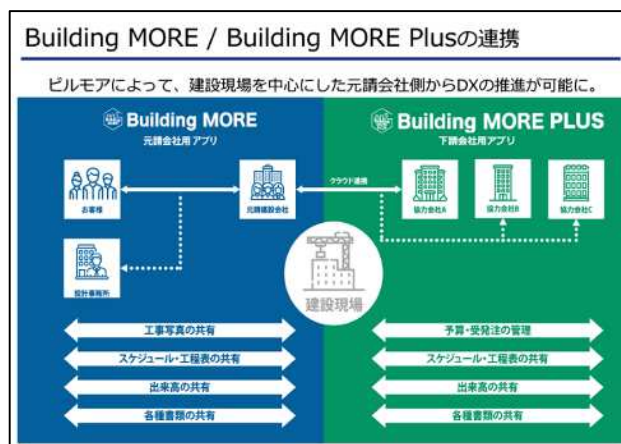 Building MORE / Building MORE Plusの連携
ビルモアによって、建設現場を中心にした元請会社側からDXの推進が可能に。
Building MORE
元請会社用アプリ
お客様
元請建設会社
設計事務所
Building MORE PLUS
下請会社用アプリ
クラウド連携
協力会社A
協力会社B
協力会社C
建設現場
工事写真の共有
スケジュール・工程表の共有
出来高の共有
各種書類の共有
予算・受発注の管理
スケジュール・工程表の共有
出来高の共有
各種書類の共有